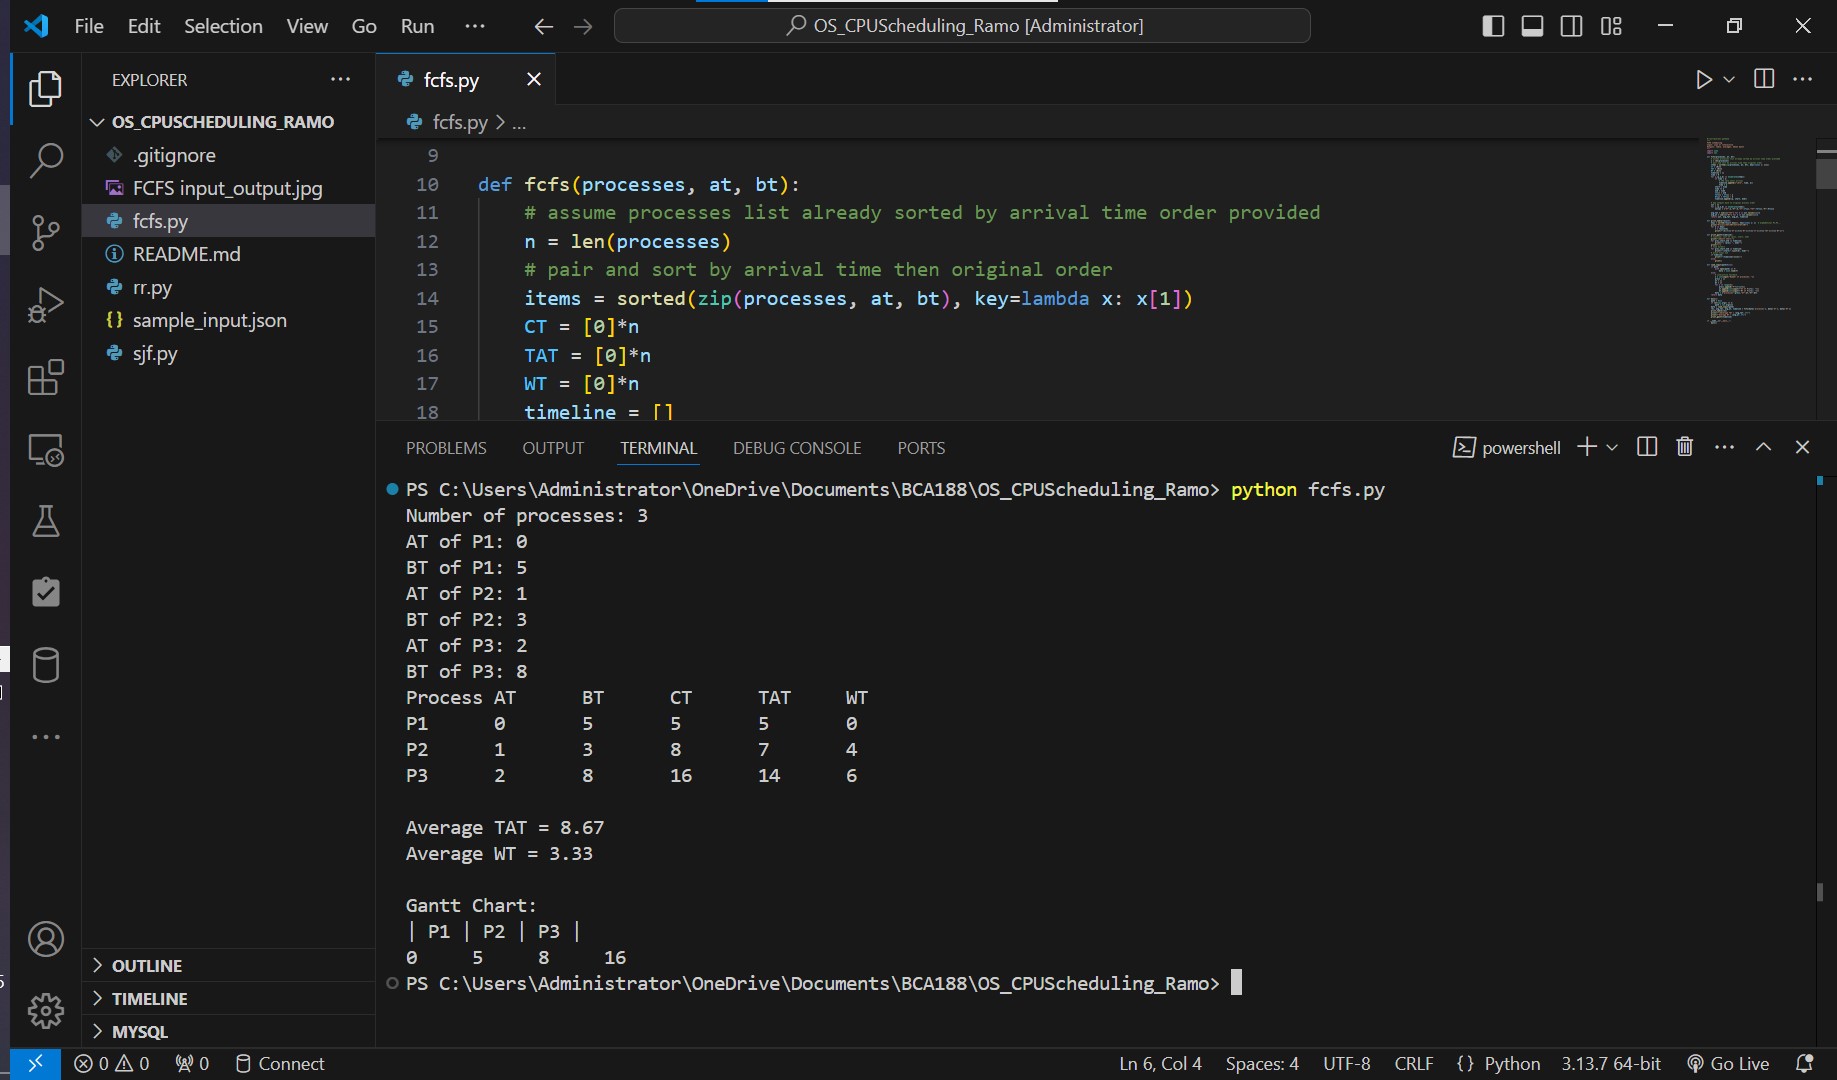 File Edit Selection View Go Run ...
OS_CPUScheduling_Ramo [Administrator]
EXPLORER
OS_CPUSCHEDULING_RAMO
.gitignore
FCFS input_output.jpg
fcfs.py
README.md
rr.py
sample_input.json
sjf.py
OUTLINE
TIMELINE
MYSQL
fcfs.py
fcfs.py > ...
9
10 def fcfs(processes, at, bt):
11 # assume processes list already sorted by arrival time order provided
12 n = len(processes)
13 # pair and sort by arrival time then original order
14 items = sorted(zip(processes, at, bt), key=lambda x: x[1])
15 CT = [0]*n
16 TAT = [0]*n
17 WT = [0]*n
18 timeline = []
PROBLEMS OUTPUT TERMINAL DEBUG CONSOLE PORTS
powershell
PS C:\Users\Administrator\OneDrive\Documents\BCA188\OS_CPUScheduling_Ramo> python fcfs.py
Number of processes: 3
AT of P1: 0
BT of P1: 5
AT of P2: 1
BT of P2: 3
AT of P3: 2
BT of P3: 8
Process AT BT CT TAT WT
P1 0 5 5 5 0
P2 1 3 8 7 4
P3 2 8 16 14 6
Average TAT = 8.67
Average WT = 3.33
Gantt Chart:
| P1 | P2 | P3 |
0 5 8 16
PS C:\Users\Administrator\OneDrive\Documents\BCA188\OS_CPUScheduling_Ramo>
0 0 0 Connect
Ln 6, Col 4 Spaces: 4 UTF-8 CRLF {} Python 3.13.7 64-bit Go Live